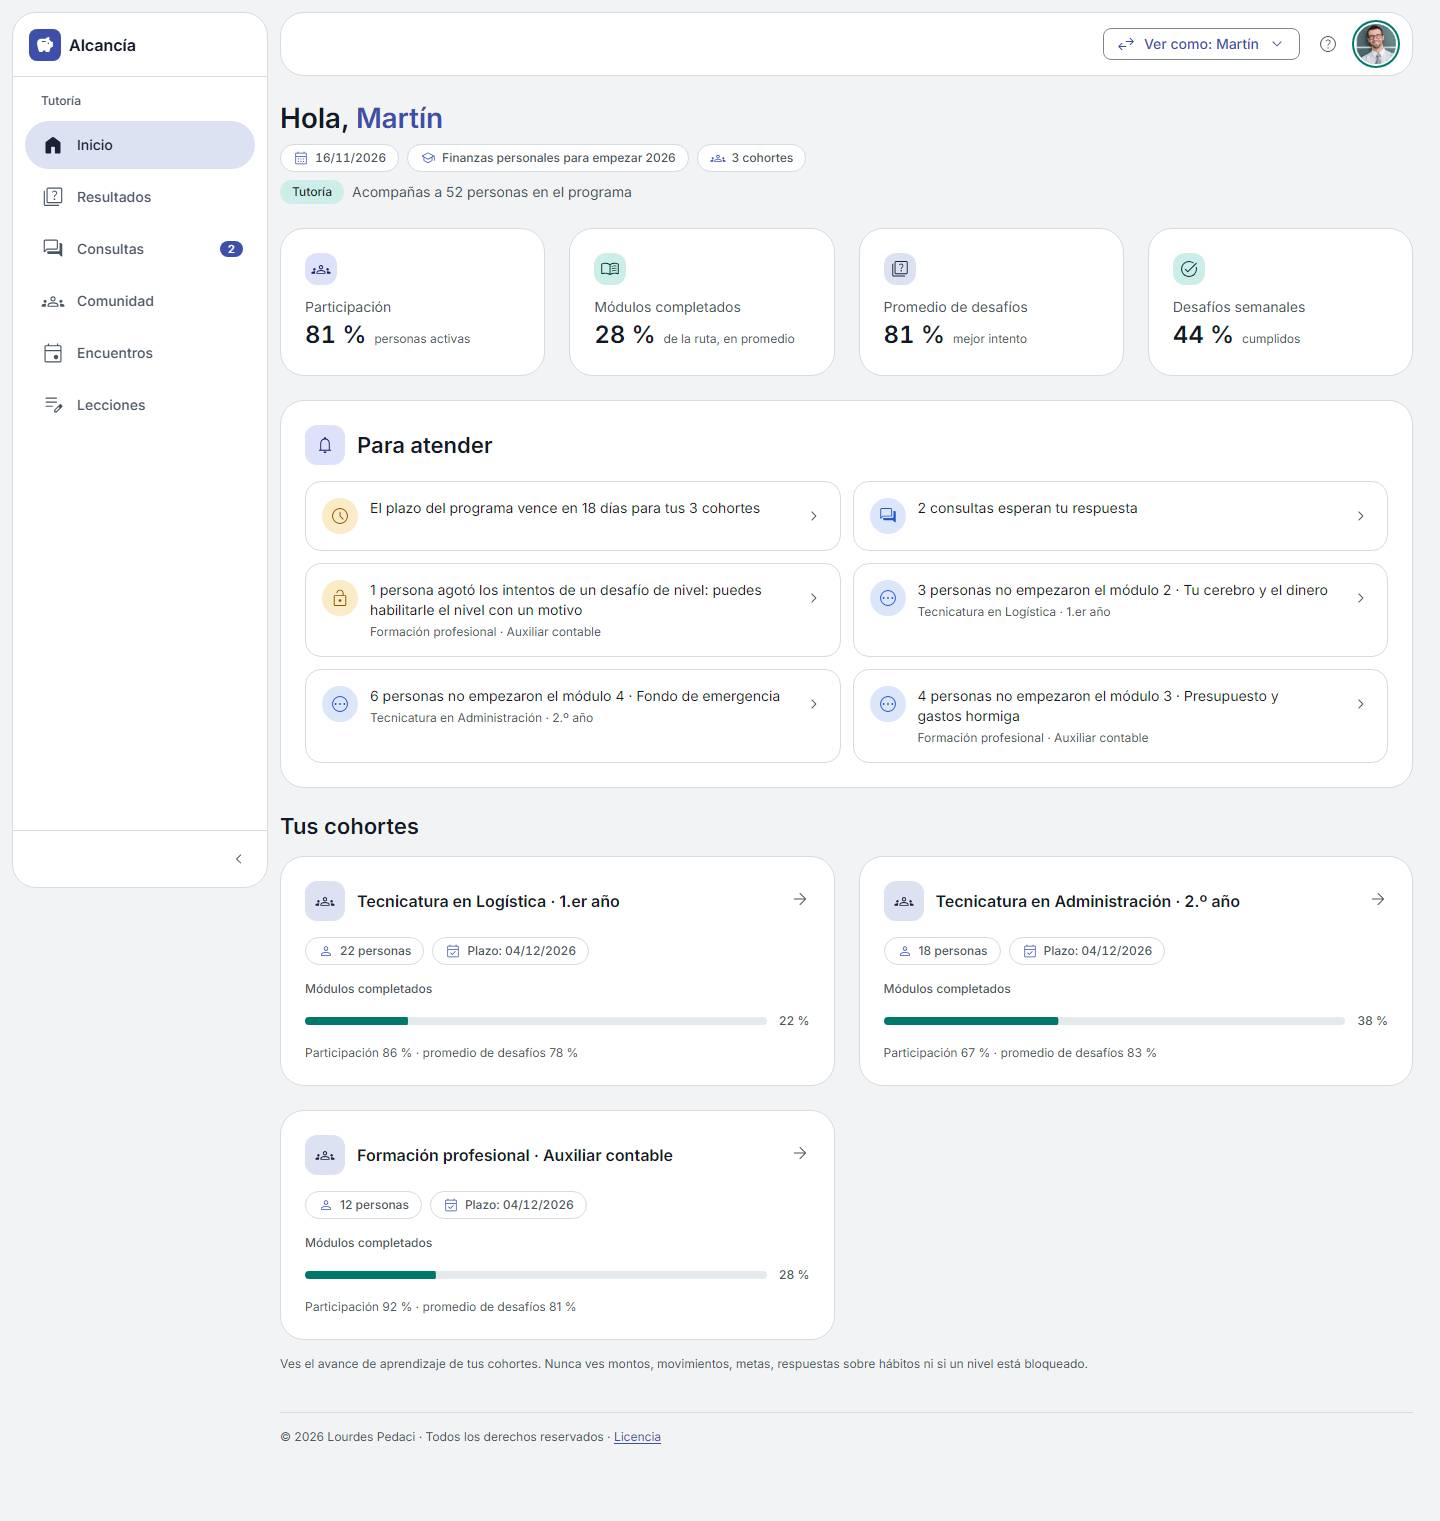 Alcancía
Ver como: Martín
Tutoría
Inicio
Resultados
Consultas
2
Comunidad
Encuentros
Lecciones
Hola, Martín
16/11/2026
Finanzas personales para empezar 2026
3 cohortes
Tutoría
Acompañas a 52 personas en el programa
Participación
81 % personas activas
Módulos completados
28 % de la ruta, en promedio
Promedio de desafíos
81 % mejor intento
Desafíos semanales
44 % cumplidos
Para atender
El plazo del programa vence en 18 días para tus 3 cohortes
2 consultas esperan tu respuesta
1 persona agotó los intentos de un desafío de nivel: puedes
habilitarle el nivel con un motivo
Formación profesional · Auxiliar contable
3 personas no empezaron el módulo 2 · Tu cerebro y el dinero
Tecnicatura en Logística · 1.er año
6 personas no empezaron el módulo 4 · Fondo de emergencia
Tecnicatura en Administración · 2.º año
4 personas no empezaron el módulo 3 · Presupuesto y
gastos hormiga
Formación profesional · Auxiliar contable
Tus cohortes
Tecnicatura en Logística · 1.er año
22 personas
Plazo: 04/12/2026
Módulos completados
22 %
Participación 86 % · promedio de desafíos 78 %
Tecnicatura en Administración · 2.º año
18 personas
Plazo: 04/12/2026
Módulos completados
38 %
Participación 67 % · promedio de desafíos 83 %
Formación profesional · Auxiliar contable
12 personas
Plazo: 04/12/2026
Módulos completados
28 %
Participación 92 % · promedio de desafíos 81 %
Ves el avance de aprendizaje de tus cohortes. Nunca ves montos, movimientos, metas, respuestas sobre hábitos ni si un nivel está bloqueado.
© 2026 Lourdes Pedaci · Todos los derechos reservados · Licencia